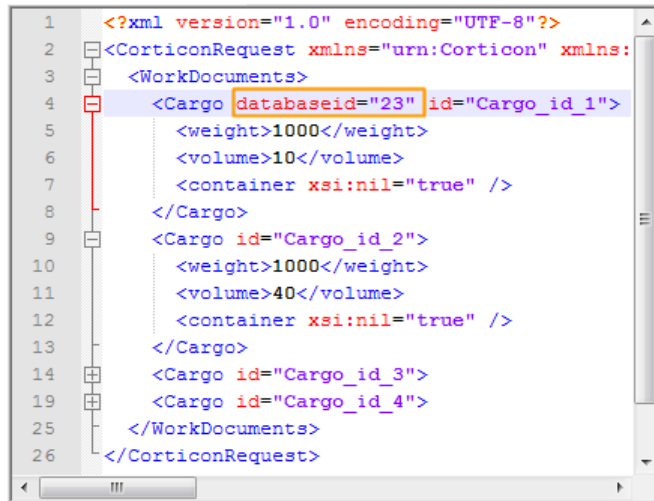 1 <?xml version="1.0" encoding="UTF-8"?>
2 <CorticonRequest xmlns="urn:Corticon" xmlns:
3 <WorkDocuments>
4 <Cargo databaseid="23" id="Cargo_id_1">
5 <weight>1000</weight>
6 <volume>10</volume>
7 <container xsi:nil="true" />
8 </Cargo>
9 <Cargo id="Cargo_id_2">
10 <weight>1000</weight>
11 <volume>40</volume>
12 <container xsi:nil="true" />
13 </Cargo>
14 <Cargo id="Cargo_id_3">
19 <Cargo id="Cargo_id_4">
25 </WorkDocuments>
26 </CorticonRequest>